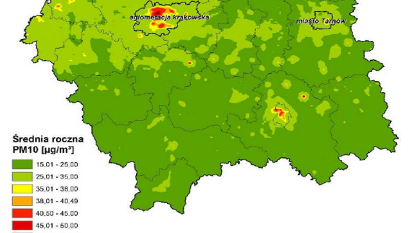 aglomeracja krakowska
miasto Tarnów
Średnia roczna
PM10 [µg/m³]
15,01 - 25,00
25,01 - 35,00
35,01 - 38,00
38,01 - 40,49
40,50 - 45,00
45,01 - 50,00